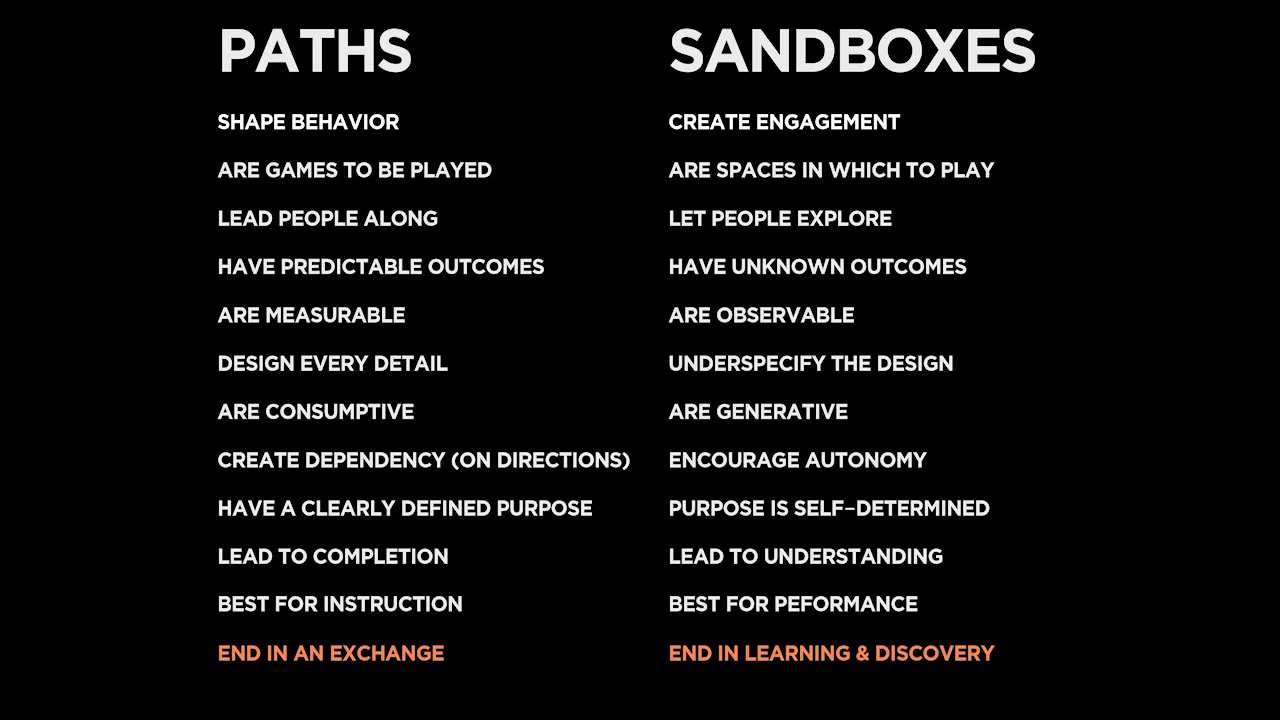 PATHS
SHAPE BEHAVIOR
ARE GAMES TO BE PLAYED
LEAD PEOPLE ALONG
HAVE PREDICTABLE OUTCOMES
ARE MEASURABLE
DESIGN EVERY DETAIL
ARE CONSUMPTIVE
CREATE DEPENDENCY (ON DIRECTIONS)
HAVE A CLEARLY DEFINED PURPOSE
LEAD TO COMPLETION
BEST FOR INSTRUCTION
END IN AN EXCHANGE
SANDBOXES
CREATE ENGAGEMENT
ARE SPACES IN WHICH TO PLAY
LET PEOPLE EXPLORE
HAVE UNKNOWN OUTCOMES
ARE OBSERVABLE
UNDERSPECIFY THE DESIGN
ARE GENERATIVE
ENCOURAGE AUTONOMY
PURPOSE IS SELF–DETERMINED
LEAD TO UNDERSTANDING
BEST FOR PEFORMANCE
END IN LEARNING & DISCOVERY